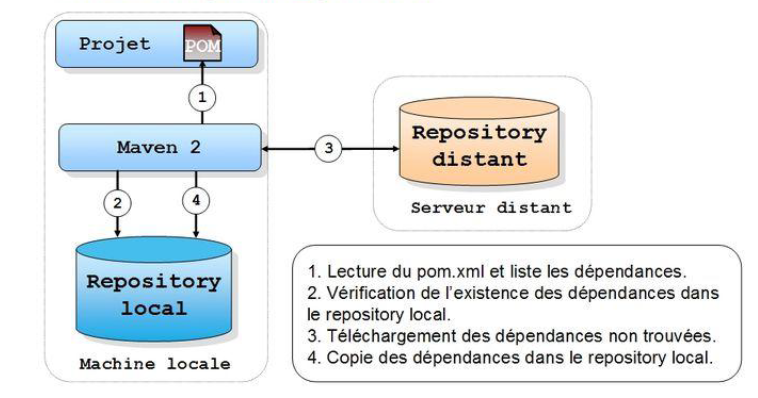 Projet
POM
1
Maven 2
3
Repository
distant
Serveur distant
2
4
Repository
local
Machine locale
1. Lecture du pom.xml et liste les dépendances.
2. Vérification de l'existence des dépendances dans
le repository local.
3. Téléchargement des dépendances non trouvées.
4. Copie des dépendances dans le repository local.